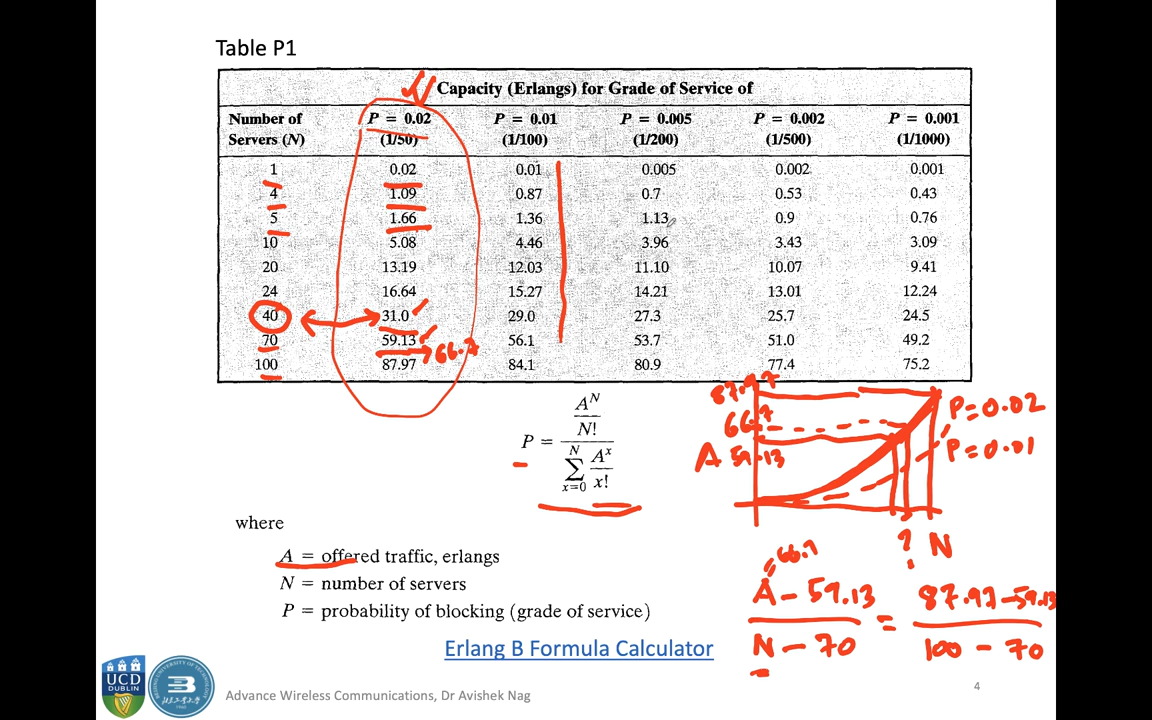 Table P1
Capacity (Erlangs) for Grade of Service of
Number of Servers (N) P = 0.02 (1/50) P = 0.01 (1/100) P = 0.005 (1/200) P = 0.002 (1/500) P = 0.001 (1/1000)
1 0.02 0.01 0.005 0.002 0.001
4 1.09 0.87 0.7 0.53 0.43
5 1.66 1.36 1.13 0.9 0.76
10 5.08 4.46 3.96 3.43 3.09
20 13.19 12.03 11.10 10.07 9.41
24 16.64 15.27 14.21 13.01 12.24
40 31.0 29.0 27.3 25.7 24.5
70 59.13 56.1 53.7 51.0 49.2
66.7
100 87.97 84.1 80.9 77.4 75.2
87.97
66.7
A 59.13
P=0.02
P=0.01
? N
P = A^N/N! / ∑_{x=0}^{N} A^x/x!
where
A = offered traffic, erlangs
N = number of servers
P = probability of blocking (grade of service)
66.7
A - 59.13 / N - 70 = 87.97 - 59.13 / 100 - 70
Erlang B Formula Calculator
UCD
DUBLIN
Advance Wireless Communications, Dr Avishek Nag
4